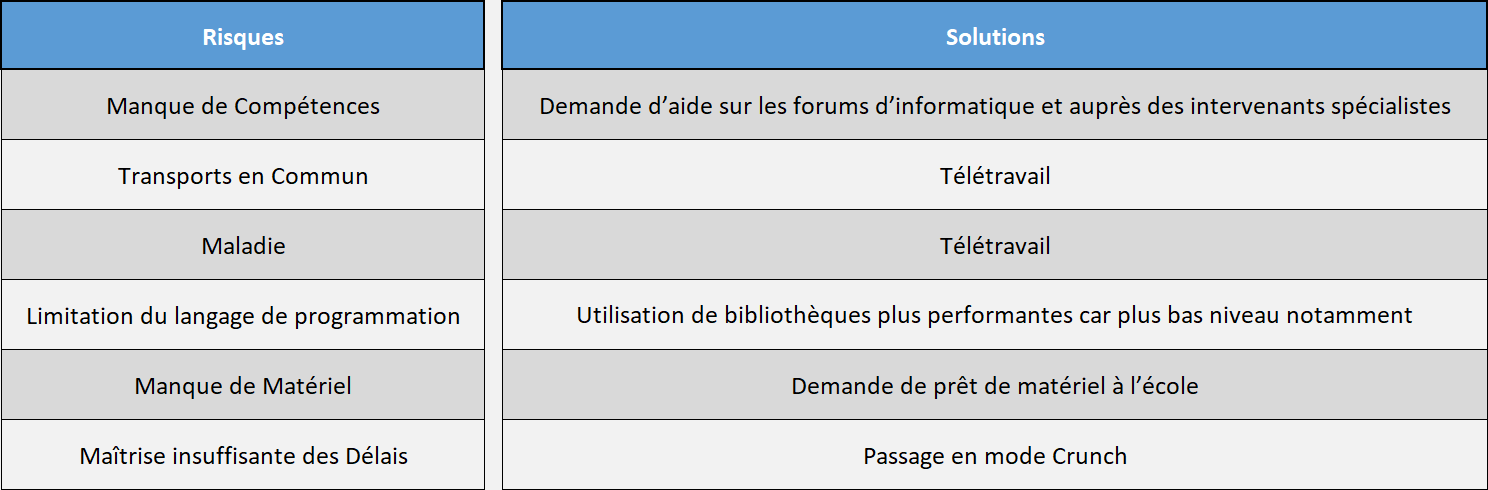 Risques
Solutions
Manque de Compétences
Demande d’aide sur les forums d’informatique et auprès des intervenants spécialistes
Transports en Commun
Télétravail
Maladie
Télétravail
Limitation du langage de programmation
Utilisation de bibliothèques plus performantes car plus bas niveau notamment
Manque de Matériel
Demande de prêt de matériel à l’école
Maîtrise insuffisante des Délais
Passage en mode Crunch